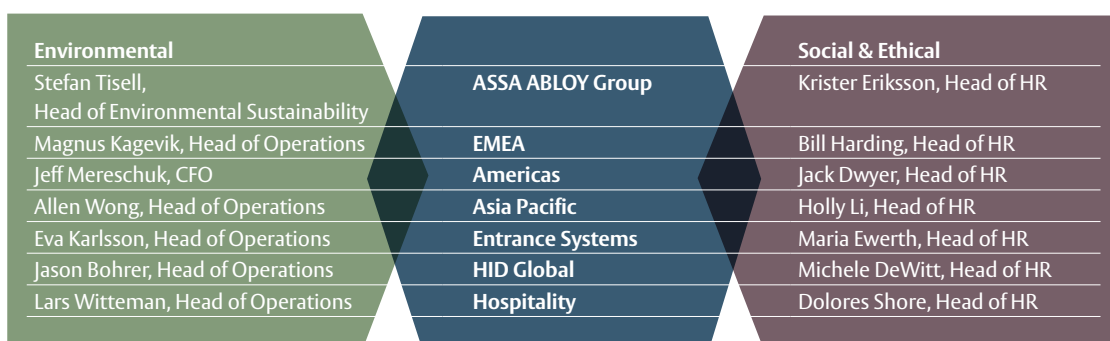 Environmental Social & Ethical
Stefan Tisell, ASSA ABLOY Group Krister Eriksson, Head of HR
Head of Environmental Sustainability
Magnus Kagevik, Head of Operations EMEA Bill Harding, Head of HR
Jeff Mereschuk, CFO Americas Jack Dwyer, Head of HR
Allen Wong, Head of Operations Asia Pacific Holly Li, Head of HR
Eva Karlsson, Head of Operations Entrance Systems Maria Ewerth, Head of HR
Jason Bohrer, Head of Operations HID Global Michele DeWitt, Head of HR
Lars Witteman, Head of Operations Hospitality Dolores Shore, Head of HR